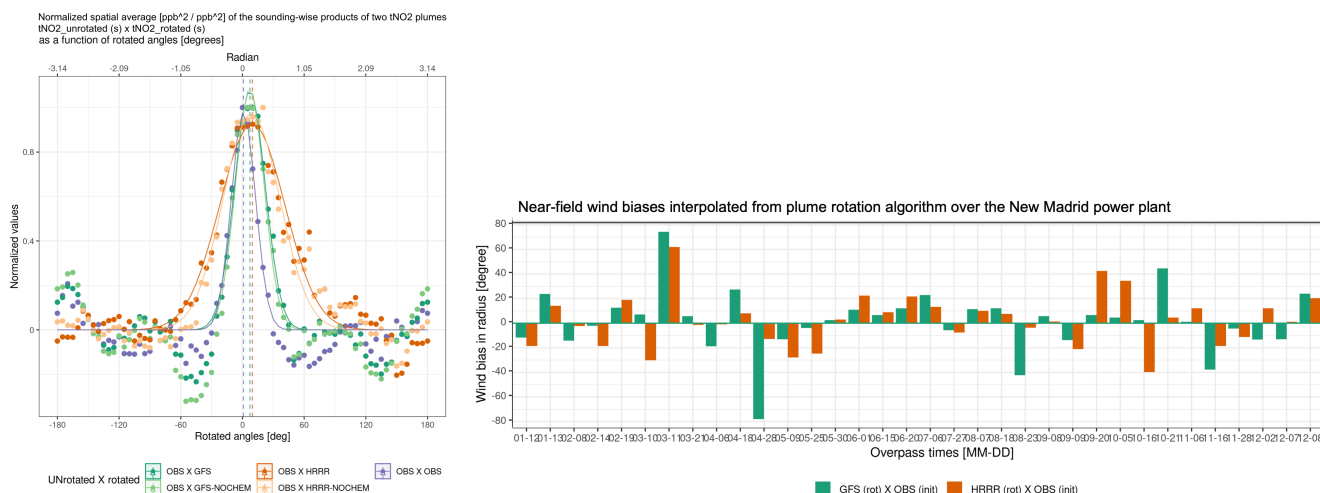 Normalized spatial average [ppb^2 / ppb^2] of the sounding-wise products of two tNO2 plumes
tNO2_unrotated (s) x tNO2_rotated (s)
as a function of rotated angles [degrees]
Radian
-3.14 -2.09 -1.05 0 1.05 2.09 3.14
Normalized values
0.8
0.4
0
-180 -120 -60 0 60 120 180
Rotated angles [deg]
UNrotated X rotated
OBS X GFS OBS X HRRR OBS X OBS
OBS X GFS-NOCHEM OBS X HRRR-NOCHEM
Near-field wind biases interpolated from plume rotation algorithm over the New Madrid power plant
Wind bias in radius [degree]
80
60
40
20
0
-20
-40
-60
-80
01-12 01-13 02-08 02-14 02-19 03-10 03-11 03-21 04-06 04-18 04-28 05-09 05-25 05-30 06-01 06-15 06-20 07-06 07-27 08-07 08-18 08-23 09-08 09-09 09-20 10-05 10-16 10-21 11-06 11-16 11-28 12-02 12-07 12-08
Overpass times [MM-DD]
GFS (rot) X OBS (init) HRRR (rot) X OBS (init)